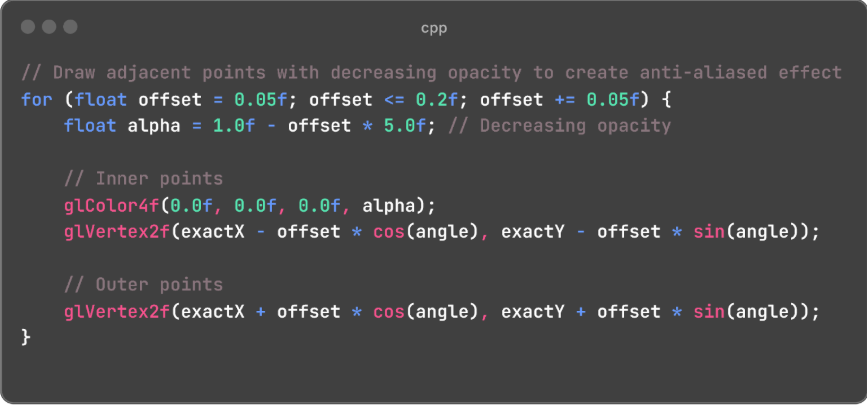 cpp
// Draw adjacent points with decreasing opacity to create anti-aliased effect
for (float offset = 0.05f; offset <= 0.2f; offset += 0.05f) {
    float alpha = 1.0f - offset * 5.0f; // Decreasing opacity
    // Inner points
    glColor4f(0.0f, 0.0f, 0.0f, alpha);
    glVertex2f(exactX - offset * cos(angle), exactY - offset * sin(angle));
    // Outer points
    glVertex2f(exactX + offset * cos(angle), exactY + offset * sin(angle));
}